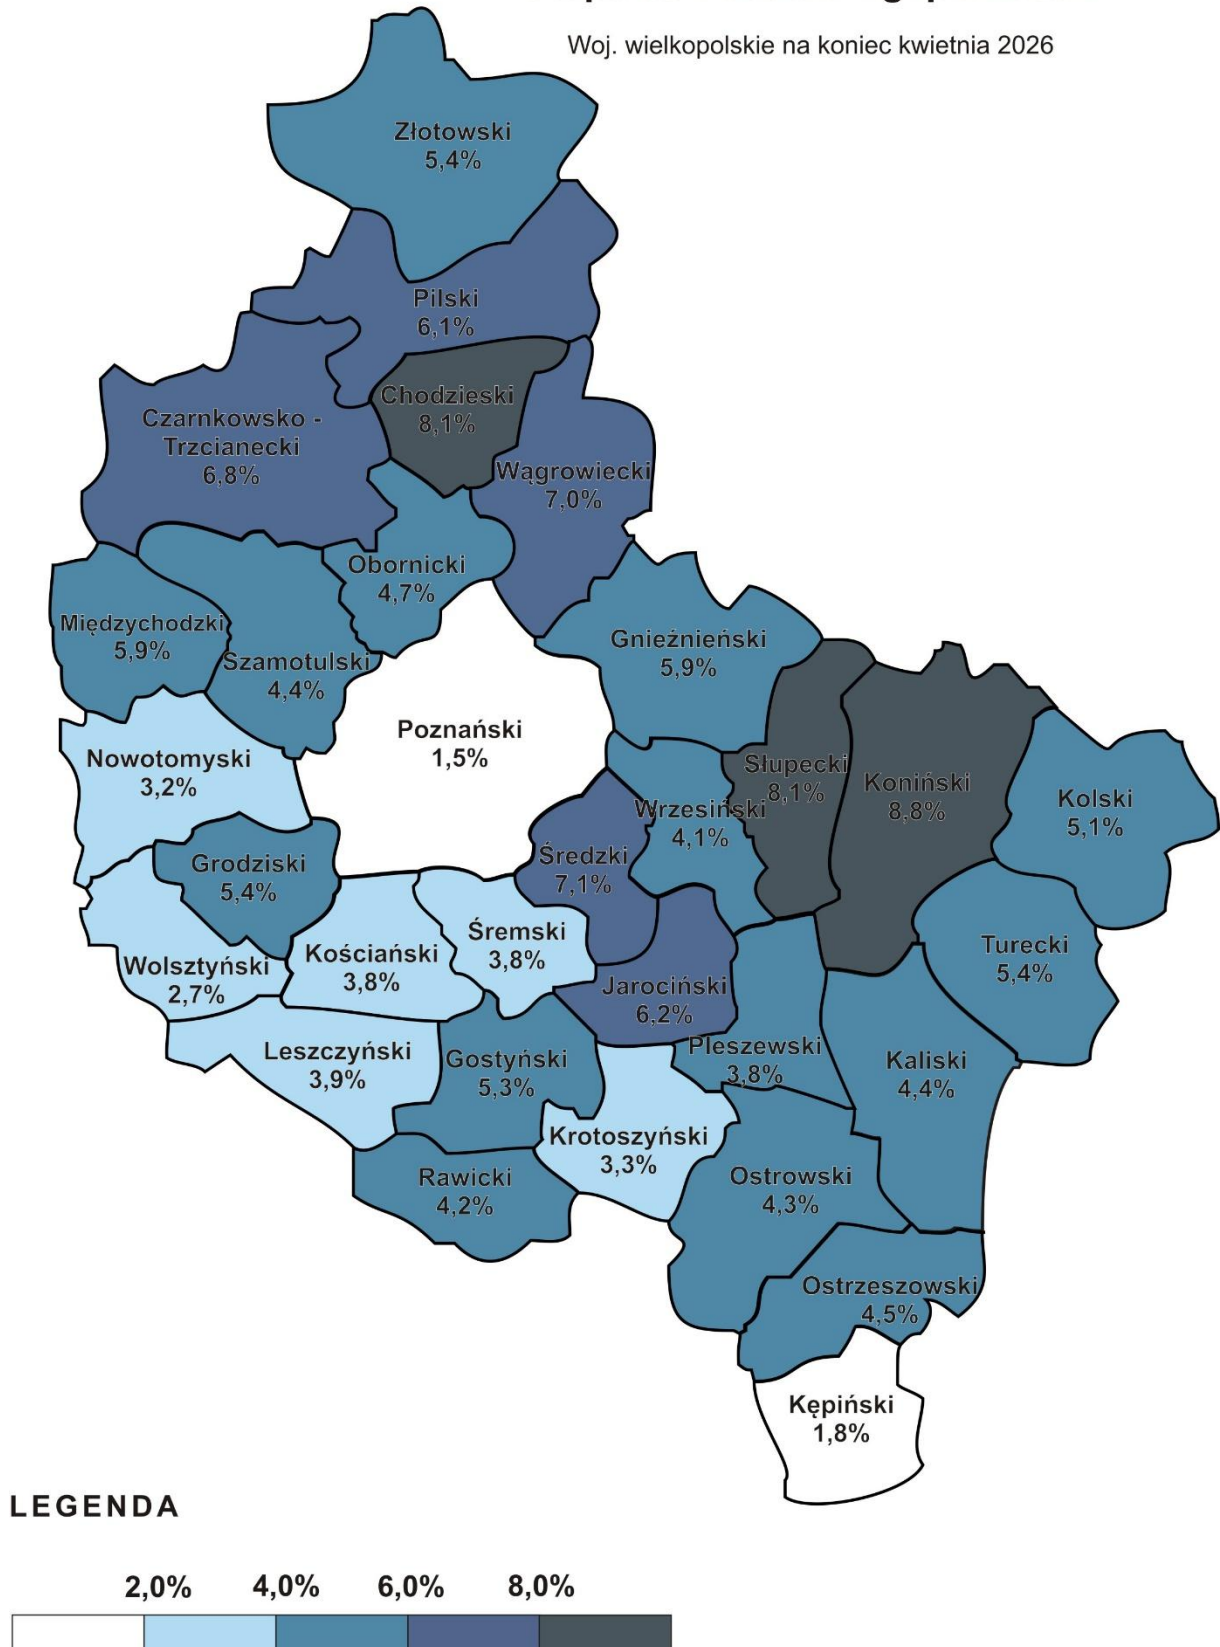 Woj. wielkopolskie na koniec kwietnia 2026
Złotowski
5,4%
Pilski
6,1%
Chodzieski
8,1%
Czarnkowsko -
Trzcianecki
6,8%
Wągrowiecki
7,0%
Obornicki
4,7%
Międzychodzki
5,9%
Szamotulski
4,4%
Gnieźnieński
5,9%
Poznański
1,5%
Nowotomyski
3,2%
Słupecki
8,1%
Koniński
8,8%
Kolski
5,1%
Wrzesiński
4,1%
Średzki
7,1%
Grodziski
5,4%
Śremski
3,8%
Kościański
3,8%
Wolsztyński
2,7%
Turecki
5,4%
Jarociński
6,2%
Leszczyński
3,9%
Gostyński
5,3%
Pleszewski
3,8%
Kaliski
4,4%
Krotoszyński
3,3%
Rawicki
4,2%
Ostrowski
4,3%
Ostrzeszowski
4,5%
Kępiński
1,8%
LEGENDA
2,0% 4,0% 6,0% 8,0%